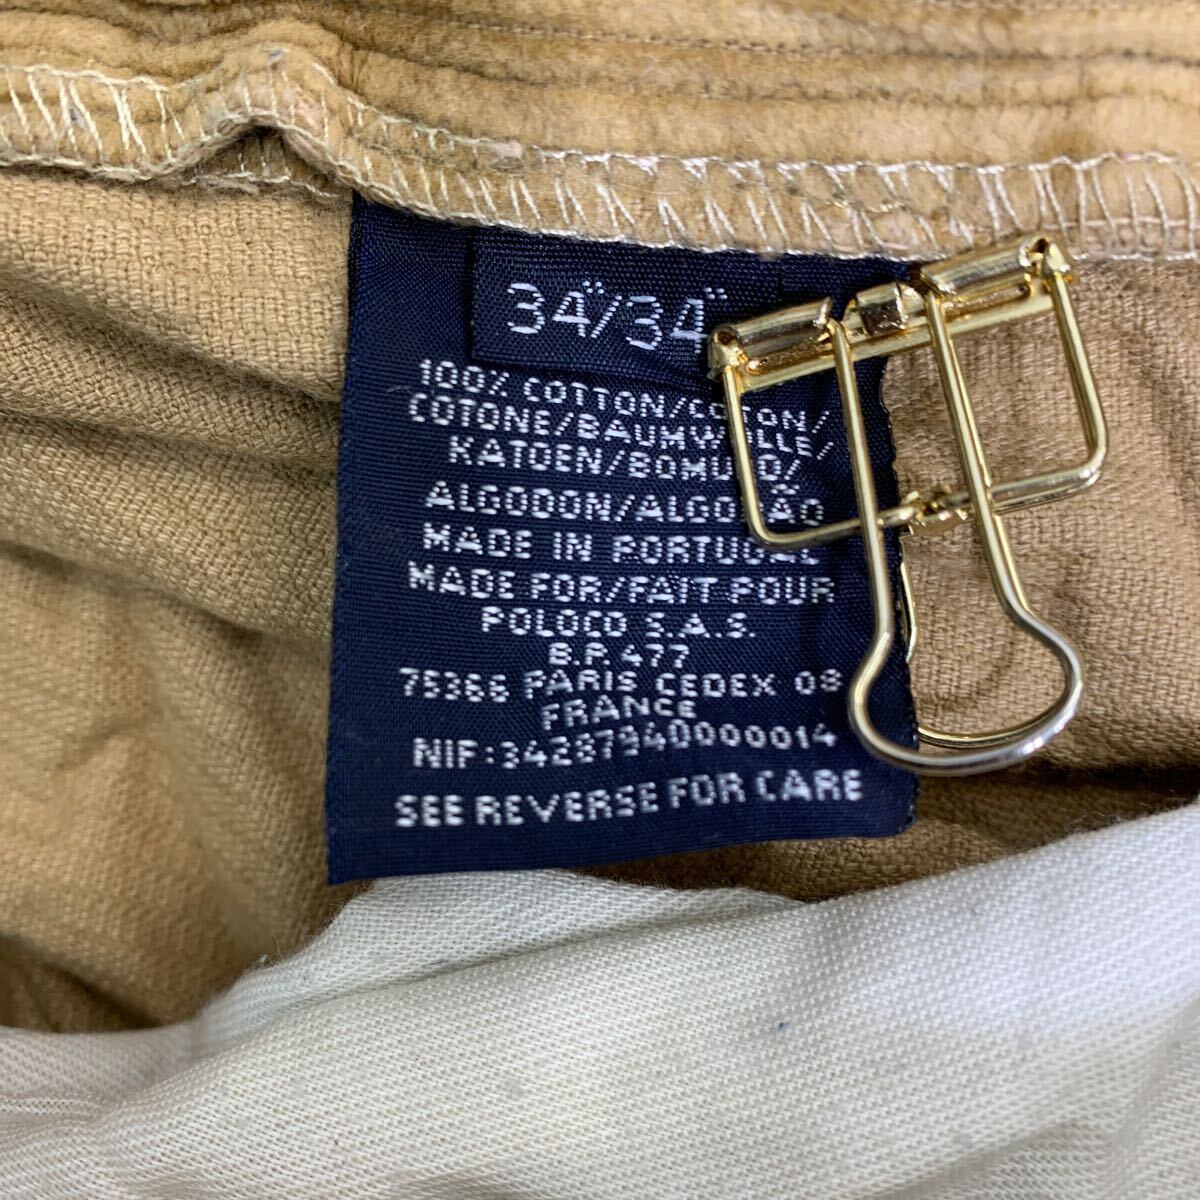 34"/34"
100% COTTON/COTON/
COTONE/BAUMWOLLE/
KATOEN/BOMULD/
ALGODON/ALGODÃO
MADE IN PORTUGAL
MADE FOR/FAIT POUR
POLOCO S.A.S.
B.P. 477
75366 PARIS CEDEX 08
FRANCE
NIF:34287940000014
SEE REVERSE FOR CARE